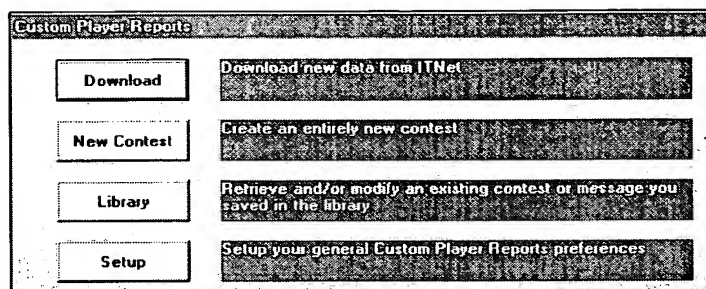 Custom Player Reports
Download
Download new data from ITNet
New Contest
Create an entirely new contest
Library
Retrieve and/or modify an existing contest or message you
saved in the library
Setup
Setup your general Custom Player Reports preferences